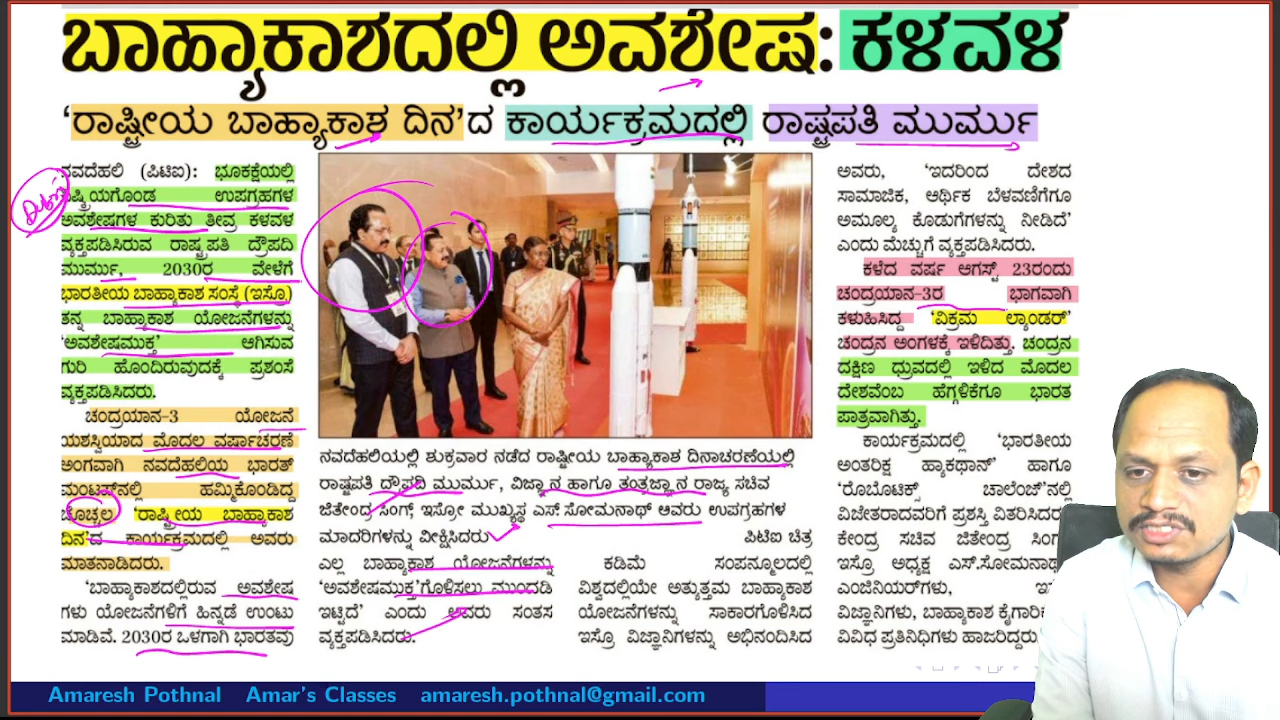 ಬಾಹ್ಯಾಕಾಶದಲ್ಲಿ ಅವಶೇಷ: ಕಳವಳ
‘ರಾಷ್ಟ್ರೀಯ ಬಾಹ್ಯಾಕಾಶ ದಿನ’ದ ಕಾರ್ಯಕ್ರಮದಲ್ಲಿ ರಾಷ್ಟ್ರಪತಿ ಮುರ್ಮು
ನವದೆಹಲಿ (ಪಿಟಿಐ): ಭೂಕಕ್ಷೆಯಲ್ಲಿ
ನಿಷ್ಕ್ರಿಯಗೊಂಡ ಉಪಗ್ರಹಗಳ
ಅವಶೇಷಗಳ ಕುರಿತು ತೀವ್ರ ಕಳವಳ
ವ್ಯಕ್ತಪಡಿಸಿರುವ ರಾಷ್ಟ್ರಪತಿ ದ್ರೌಪದಿ
ಮುರ್ಮು, 2030ರ ವೇಳೆಗೆ
ಭಾರತೀಯ ಬಾಹ್ಯಾಕಾಶ ಸಂಸ್ಥೆ (ಇಸ್ರೊ)
ತನ್ನ ಬಾಹ್ಯಾಕಾಶ ಯೋಜನೆಗಳನ್ನು
‘ಅವಶೇಷಮುಕ್ತ’ ಆಗಿಸುವ
ಗುರಿ ಹೊಂದಿರುವುದಕ್ಕೆ ಪ್ರಶಂಸೆ
ವ್ಯಕ್ತಪಡಿಸಿದರು.
ಚಂದ್ರಯಾನ–3 ಯೋಜನೆ
ಯಶಸ್ವಿಯಾದ ಮೊದಲ ವರ್ಷಾಚರಣೆ
ಅಂಗವಾಗಿ ನವದೆಹಲಿಯ ಭಾರತ್
ಮಂಟಪ್‌ನಲ್ಲಿ ಹಮ್ಮಿಕೊಂಡಿದ್ದ
ಚೊಚ್ಚಲ ‘ರಾಷ್ಟ್ರೀಯ ಬಾಹ್ಯಾಕಾಶ
ದಿನ’ದ ಕಾರ್ಯಕ್ರಮದಲ್ಲಿ ಅವರು
ಮಾತನಾಡಿದರು.
‘ಬಾಹ್ಯಾಕಾಶದಲ್ಲಿರುವ ಅವಶೇಷ
ಗಳು ಯೋಜನೆಗಳಿಗೆ ಹಿನ್ನಡೆ ಉಂಟು
ಮಾಡಿವೆ. 2030ರ ಒಳಗಾಗಿ ಭಾರತವು
ನವದೆಹಲಿಯಲ್ಲಿ ಶುಕ್ರವಾರ ನಡೆದ ರಾಷ್ಟ್ರೀಯ ಬಾಹ್ಯಾಕಾಶ ದಿನಾಚರಣೆಯಲ್ಲಿ
ರಾಷ್ಟ್ರಪತಿ ದ್ರೌಪದಿ ಮುರ್ಮು, ವಿಜ್ಞಾನ ಹಾಗೂ ತಂತ್ರಜ್ಞಾನ ರಾಜ್ಯ ಸಚಿವ
ಜಿತೇಂದ್ರ ಸಿಂಗ್, ಇಸ್ರೋ ಮುಖ್ಯಸ್ಥ ಎಸ್.ಸೋಮನಾಥ್ ಅವರು ಉಪಗ್ರಹಗಳ
ಮಾದರಿಗಳನ್ನು ವೀಕ್ಷಿಸಿದರು ಪಿಟಿಐ ಚಿತ್ರ
ಎಲ್ಲ ಬಾಹ್ಯಾಕಾಶ ಯೋಜನೆಗಳನ್ನು
‘ಅವಶೇಷಮುಕ್ತ’ಗೊಳಿಸಲು ಮುಂದಡಿ
ಇಟ್ಟಿದೆ’ ಎಂದು ಅವರು ಸಂತಸ
ವ್ಯಕ್ತಪಡಿಸಿದರು.
ಕಡಿಮೆ ಸಂಪನ್ಮೂಲದಲ್ಲಿ
ವಿಶ್ವದಲ್ಲಿಯೇ ಅತ್ಯುತ್ತಮ ಬಾಹ್ಯಾಕಾಶ
ಯೋಜನೆಗಳನ್ನು ಸಾಕಾರಗೊಳಿಸಿದ
ಇಸ್ರೊ ವಿಜ್ಞಾನಿಗಳನ್ನು ಅಭಿನಂದಿಸಿದ
ಅವರು, ‘ಇದರಿಂದ ದೇಶದ
ಸಾಮಾಜಿಕ, ಆರ್ಥಿಕ ಬೆಳವಣಿಗೆಗೂ
ಅಮೂಲ್ಯ ಕೊಡುಗೆಗಳನ್ನು ನೀಡಿದೆ’
ಎಂದು ಮೆಚ್ಚುಗೆ ವ್ಯಕ್ತಪಡಿಸಿದರು.
ಕಳೆದ ವರ್ಷ ಆಗಸ್ಟ್ 23ರಂದು
ಚಂದ್ರಯಾನ–3ರ ಭಾಗವಾಗಿ
ಕಳುಹಿಸಿದ್ದ ‘ವಿಕ್ರಮ ಲ್ಯಾಂಡರ್’
ಚಂದ್ರನ ಅಂಗಳಕ್ಕೆ ಇಳಿದಿತ್ತು. ಚಂದ್ರನ
ದಕ್ಷಿಣ ಧ್ರುವದಲ್ಲಿ ಇಳಿದ ಮೊದಲ
ದೇಶವೆಂಬ ಹೆಗ್ಗಳಿಕೆಗೂ ಭಾರತ
ಪಾತ್ರವಾಗಿತ್ತು.
ಕಾರ್ಯಕ್ರಮದಲ್ಲಿ ‘ಭಾರತೀಯ
ಅಂತರಿಕ್ಷ ಹ್ಯಾಕಥಾನ್’ ಹಾಗೂ
‘ರೊಬೊಟಿಕ್ಸ್ ಚಾಲೆಂಜ್’ನಲ್ಲಿ
ವಿಜೇತರಾದವರಿಗೆ ಪ್ರಶಸ್ತಿ ವಿತರಿಸಿದರು
ಕೇಂದ್ರ ಸಚಿವ ಜಿತೇಂದ್ರ
ಇಸ್ರೊ ಅಧ್ಯಕ್ಷ ಎಸ್.ಸೋಮನಾಥ್
ಎಂಜಿನಿಯರ್‌ಗಳು,
ವಿಜ್ಞಾನಿಗಳು, ಬಾಹ್ಯಾಕಾಶ
ವಿವಿಧ ಪ್ರತಿನಿಧಿಗಳು ಹಾಜರಿದ್ದರು
Amaresh Pothnal Amar's Classes amaresh.pothnal@gmail.com